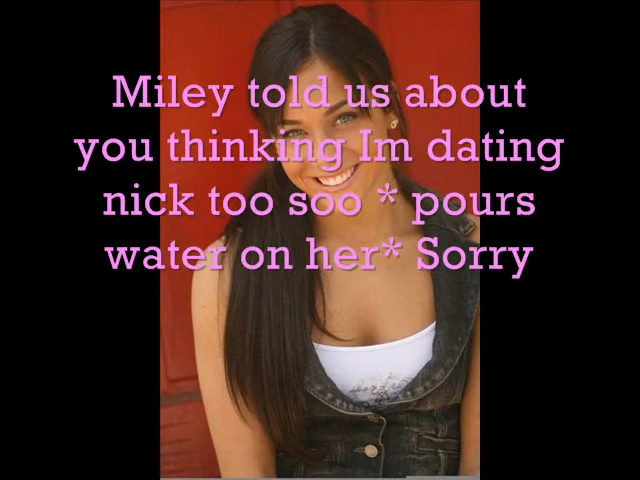 Miley told us about
you thinking Im dating
nick too soo * pours
water on her* Sorry